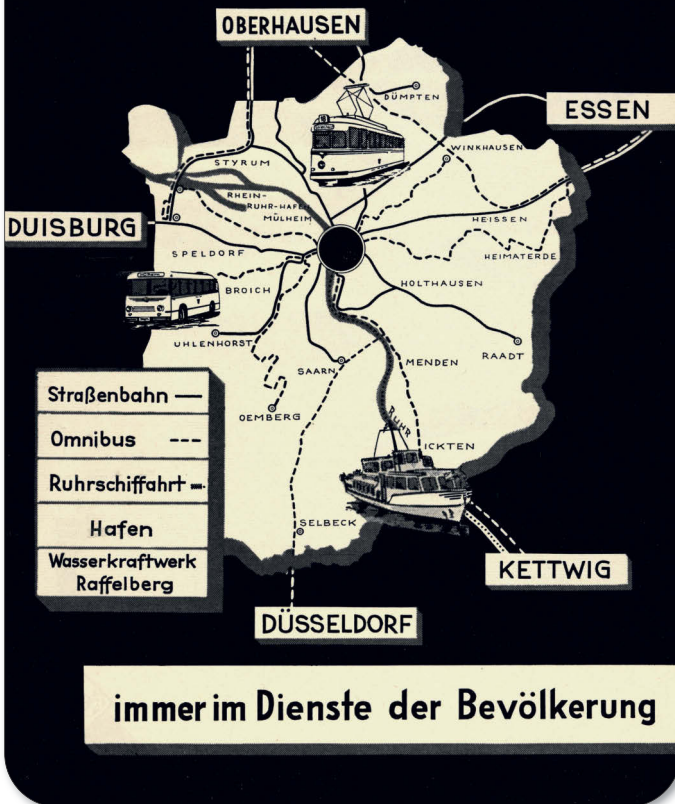 OBERHAUSEN
DÜMPTEN
ESSEN
WINKHAUSEN
STYRUM
RHEIN-
RUHR-HAFEN
MÜLHEIM
DUISBURG
HEISSEN
SPELDORF
HEIMATERDE
BROICH
HOLTHAUSEN
UHLENHORST
RAADT
SAARN
MENDEN
Straßenbahn
OEMBERG
RUHR
Omnibus
ICKTEN
Ruhrschiffahrt
Hafen
SELBECK
Wasserkraftwerk
Raffelberg
KETTWIG
DÜSSELDORF
immer im Dienste der Bevölkerung